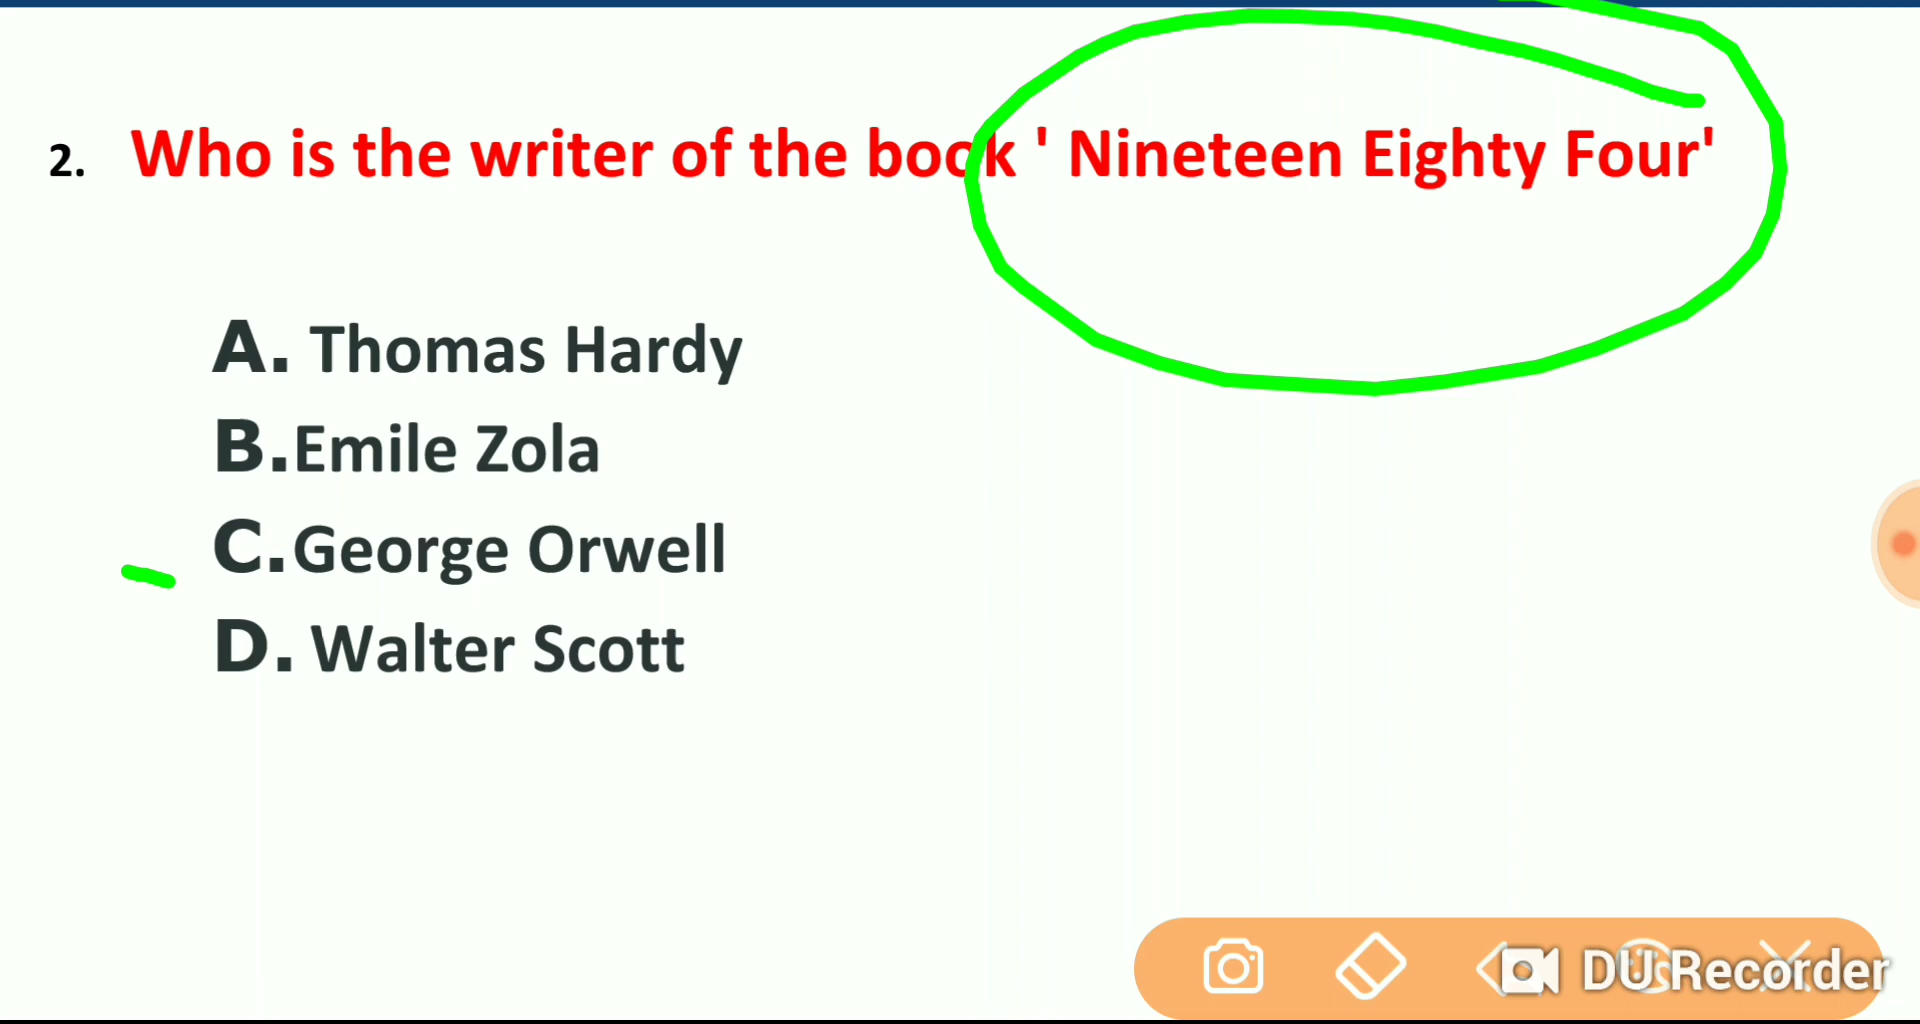 2. Who is the writer of the book ' Nineteen Eighty Four'
A. Thomas Hardy
B.Emile Zola
C.George Orwell
D. Walter Scott
DU Recorder